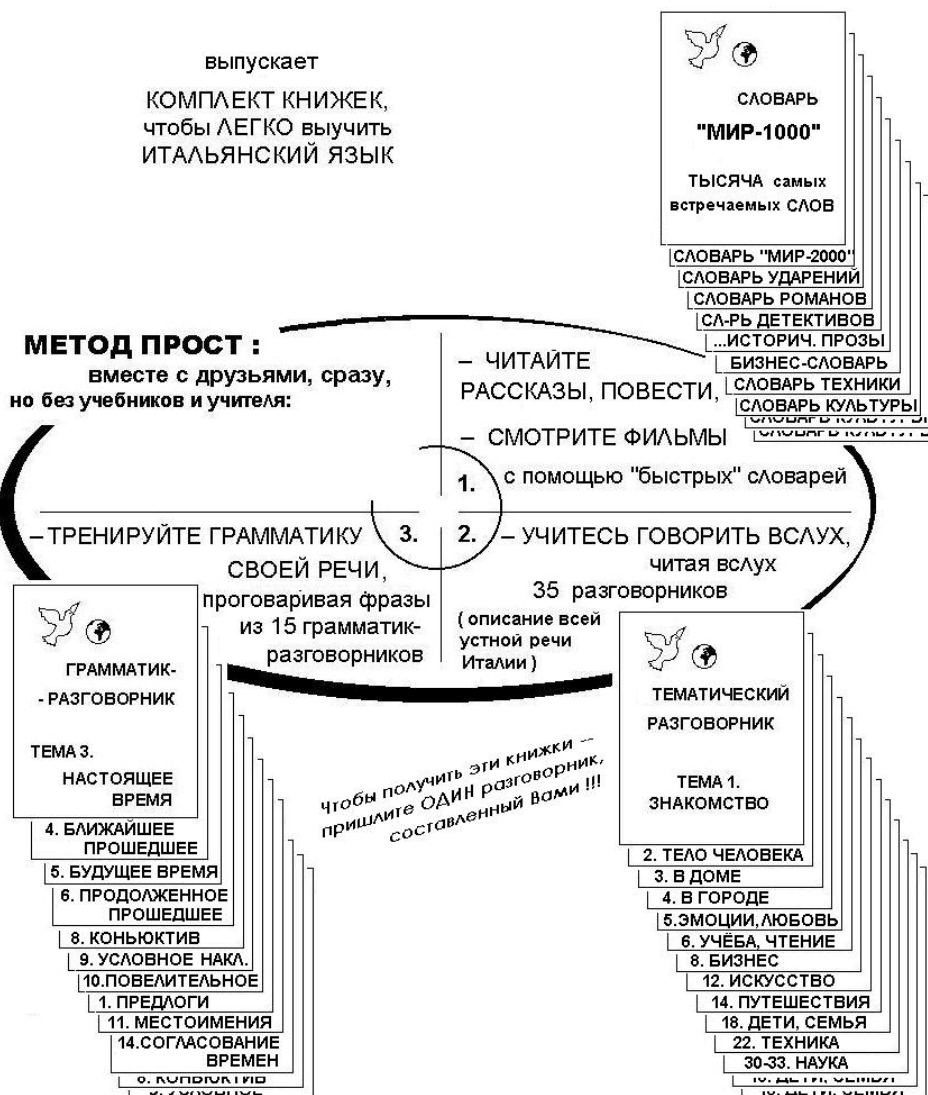 выпускает
КОМПЛЕКТ КНИЖЕК,
чтобы ЛЕГКО выучить
ИТАЛЬЯНСКИЙ ЯЗЫК
СЛОВАРЬ
"МИР-1000"
ТЫСЯЧА самых
встречаемых СЛОВ
СЛОВАРЬ "МИР-2000"
СЛОВАРЬ УДАРЕНИЙ
СЛОВАРЬ РОМАНОВ
СЛ-РЬ ДЕТЕКТИВОВ
...ИСТОРИЧ. ПРОЗЫ
БИЗНЕС-СЛОВАРЬ
СЛОВАРЬ ТЕХНИКИ
СЛОВАРЬ КУЛЬТУРЫ
МЕТОД ПРОСТ :
вместе с друзьями, сразу,
но без учебников и учителя:
– ЧИТАЙТЕ
РАССКАЗЫ, ПОВЕСТИ,
– СМОТРИТЕ ФИЛЬМЫ
1. с помощью "быстрых" словарей
2. – УЧИТЕСЬ ГОВОРИТЬ ВСЛУХ,
читая вслух
35 разговорников
( описание всей
устной речи
Италии )
– ТРЕНИРУЙТЕ ГРАММАТИКУ 3.
СВОЕЙ РЕЧИ,
проговаривая фразы
из 15 грамматик-
разговорников
ГРАММАТИК-
- РАЗГОВОРНИК
ТЕМА 3.
НАСТОЯЩЕЕ
ВРЕМЯ
4. БЛИЖАЙШЕЕ
ПРОШЕДШЕЕ
5. БУДУЩЕЕ ВРЕМЯ
6. ПРОДОЛЖЕННОЕ
ПРОШЕДШЕЕ
8. КОНЬЮКТИВ
9. УСЛОВНОЕ НАКЛ.
10.ПОВЕЛИТЕЛЬНОЕ
1. ПРЕДЛОГИ
11. МЕСТОИМЕНИЯ
14.СОГЛАСОВАНИЕ
ВРЕМЕН
Чтобы получить эти книжки --
пришлите ОДИН разговорник,
составленный Вами !!!
ТЕМАТИЧЕСКИЙ
РАЗГОВОРНИК
ТЕМА 1.
ЗНАКОМСТВО
2. ТЕЛО ЧЕЛОВЕКА
3. В ДОМЕ
4. В ГОРОДЕ
5.ЭМОЦИИ,ЛЮБОВЬ
6. УЧЁБА, ЧТЕНИЕ
8. БИЗНЕС
12. ИСКУССТВО
14. ПУТЕШЕСТВИЯ
18. ДЕТИ, СЕМЬЯ
22. ТЕХНИКА
30-33. НАУКА